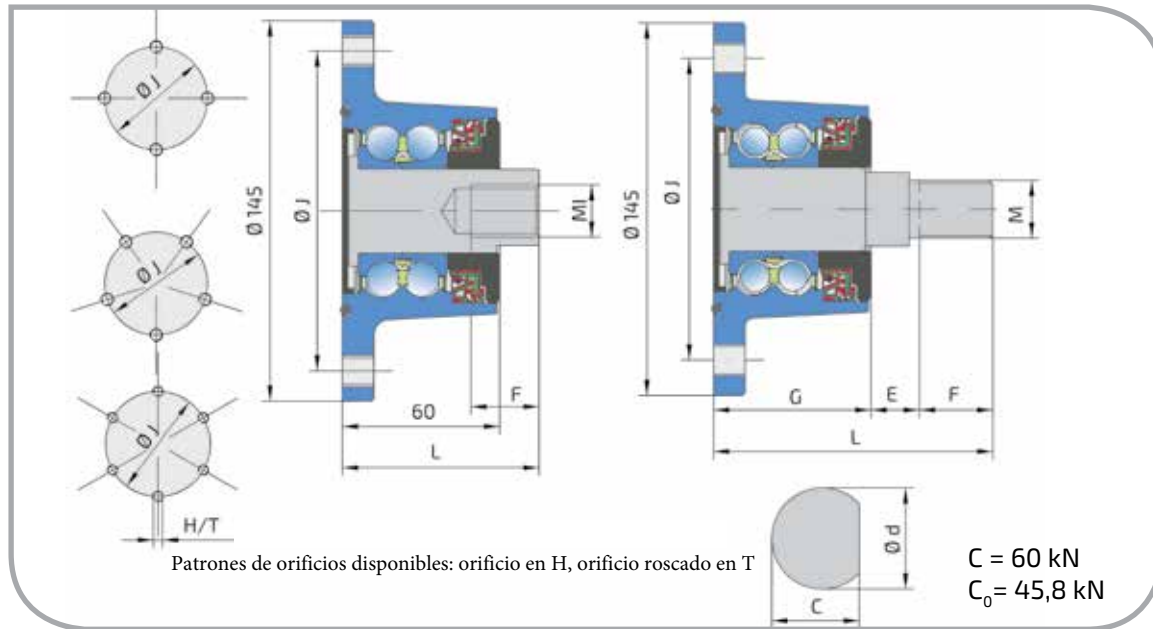 Ø J
Ø J
Ø J
H/T
Ø 145
Ø J
MI
F
60
L
Ø 145
Ø J
M
G
E
F
L
Ø d
C
Patrones de orificios disponibles: orificio en H, orificio roscado en T
C = 60 kN
C₀= 45,8 kN